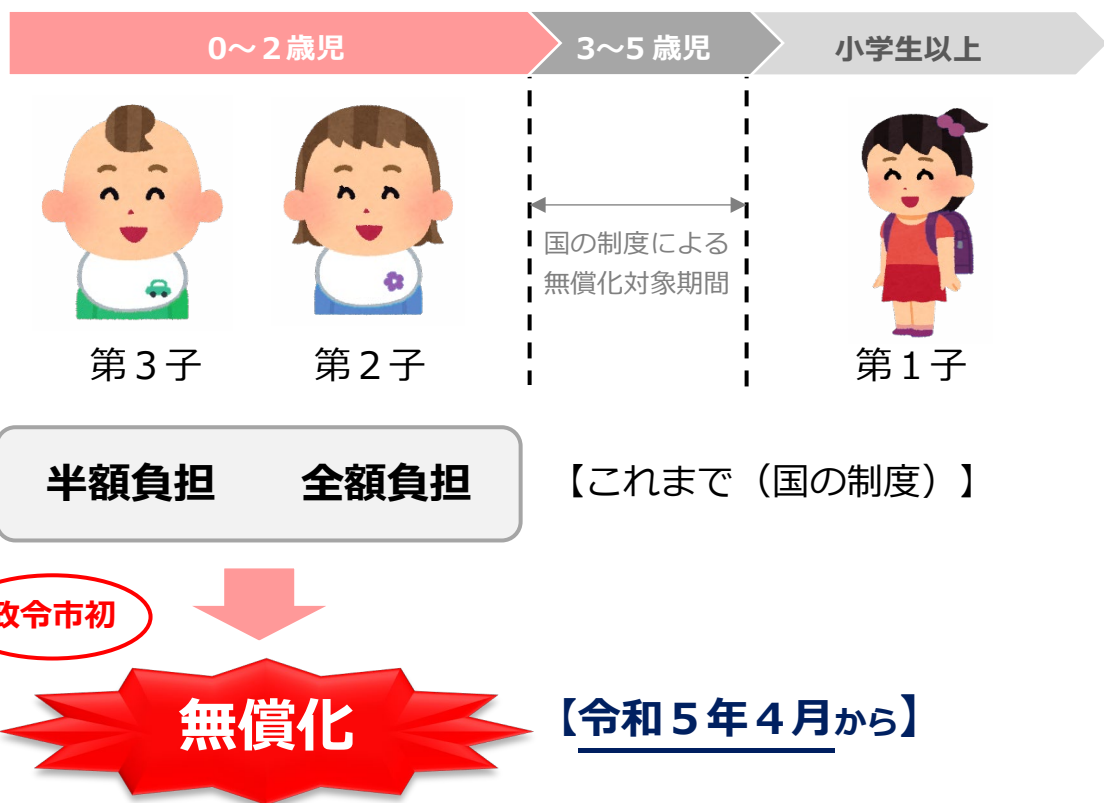 0～２歳児
3～5 歳児
小学生以上
国の制度による
無償化対象期間
第３子
第２子
第１子
半額負担
全額負担
【これまで（国の制度）】
政令市初
無償化
【令和５年４月から】